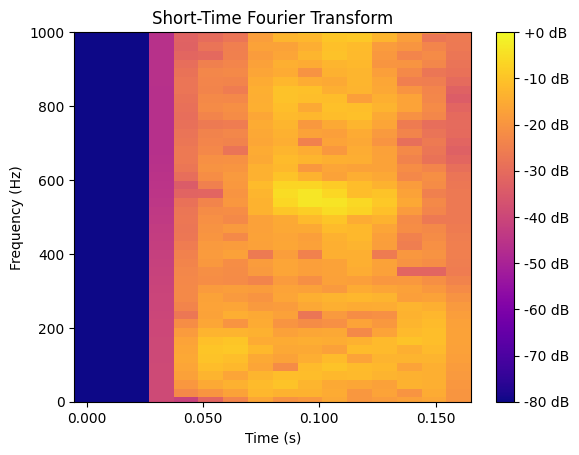 Short-Time Fourier Transform
1000
800
600
400
200
0
Frequency (Hz)
0.000
0.050
0.100
0.150
Time (s)
+0 dB
-10 dB
-20 dB
-30 dB
-40 dB
-50 dB
-60 dB
-70 dB
-80 dB